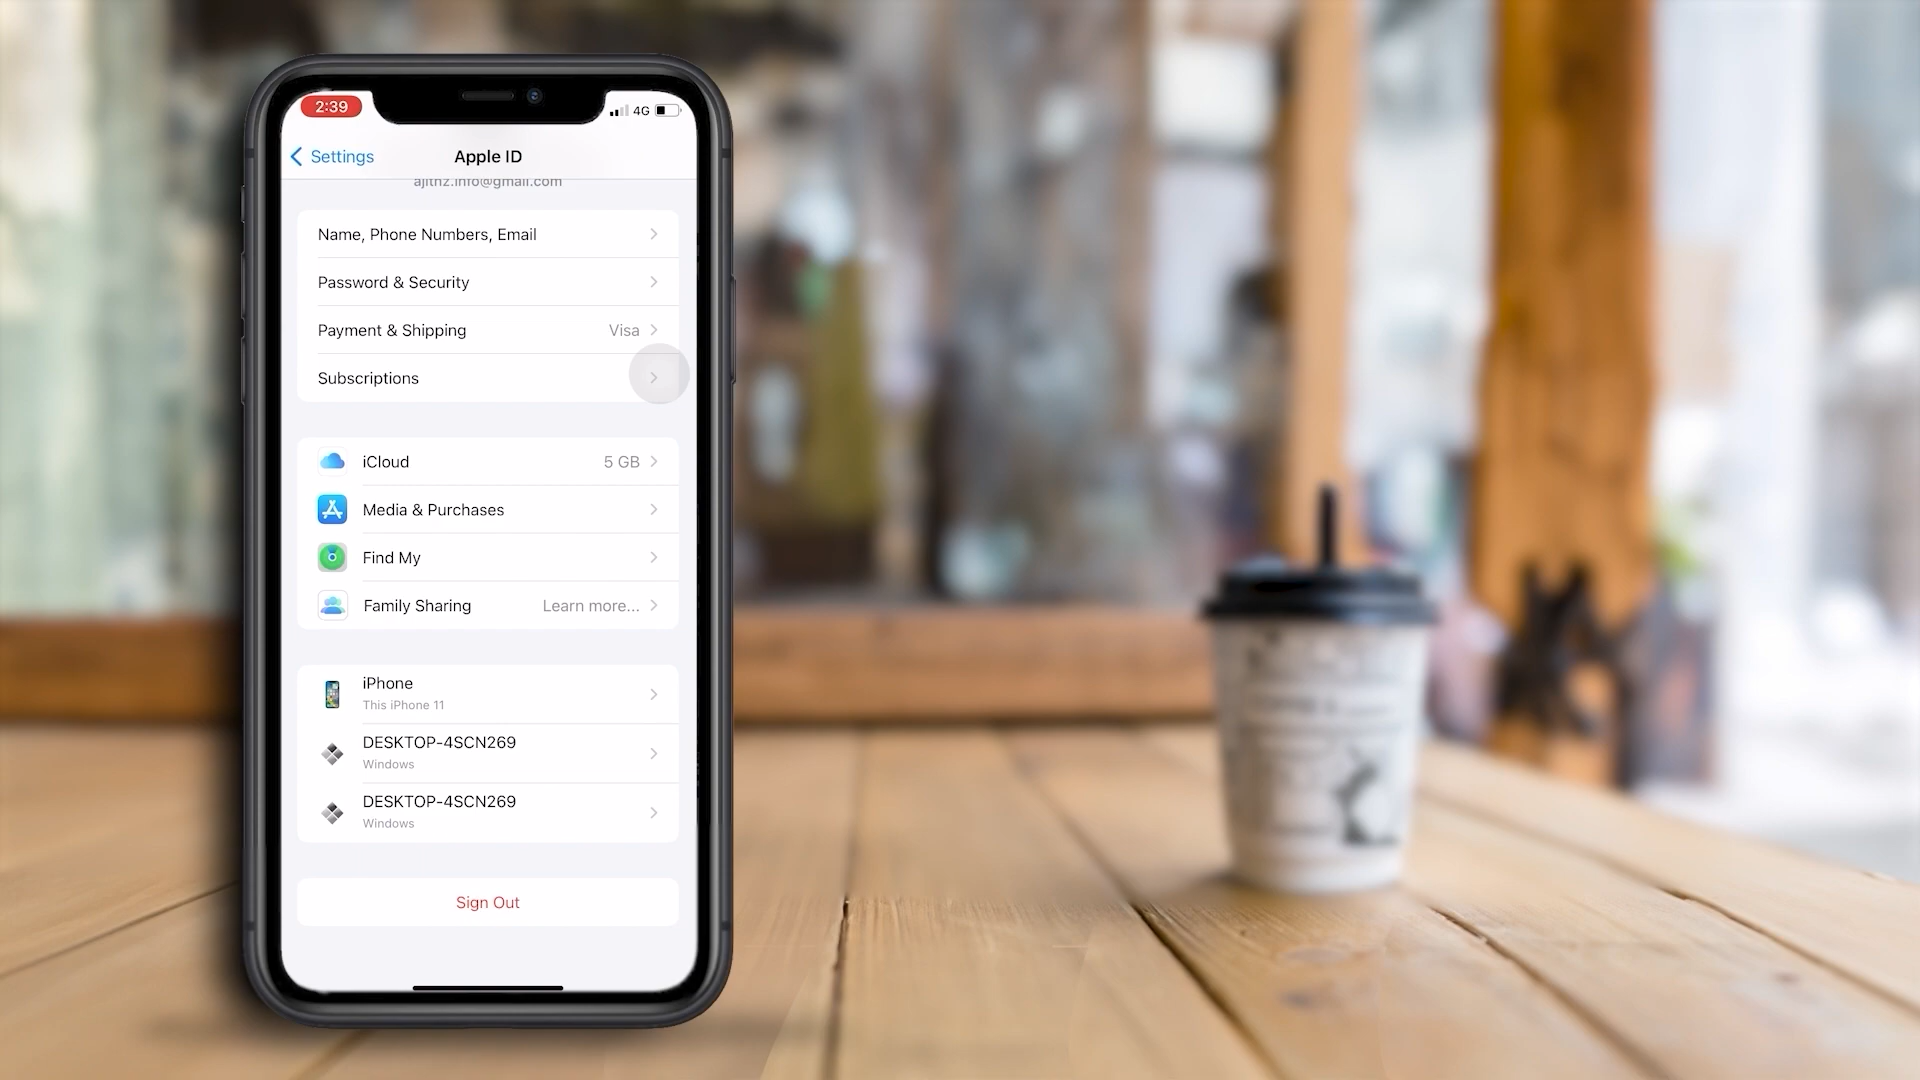 2:39
4G
Settings
Apple ID
ajithz.info@gmail.com
Name, Phone Numbers, Email
Password & Security
Payment & Shipping Visa
Subscriptions
iCloud 5 GB
Media & Purchases
Find My
Family Sharing Learn more...
iPhone
This iPhone 11
DESKTOP-4SCN269
Windows
DESKTOP-4SCN269
Windows
Sign Out